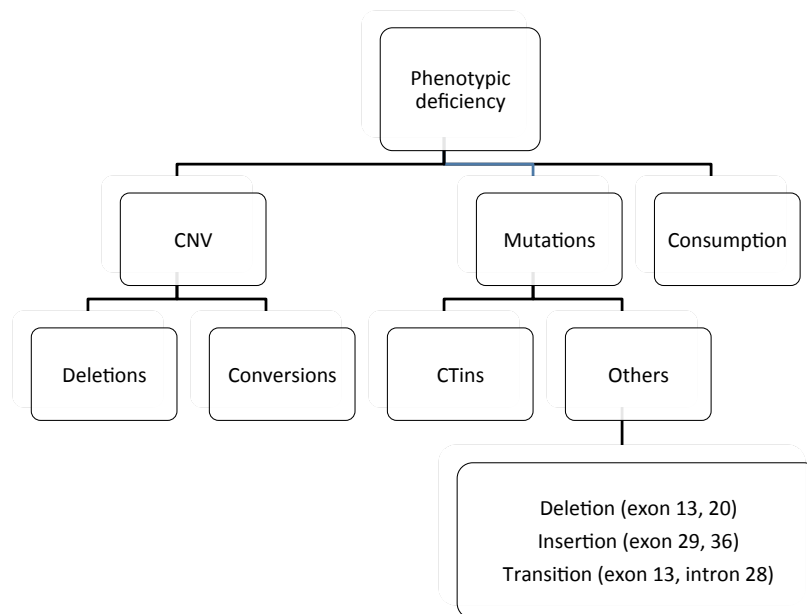 Phenotypic
deficiency
CNV
Mutations
Consumption
Deletions
Conversions
CTins
Others
Deletion (exon 13, 20)
Insertion (exon 29, 36)
Transition (exon 13, intron 28)